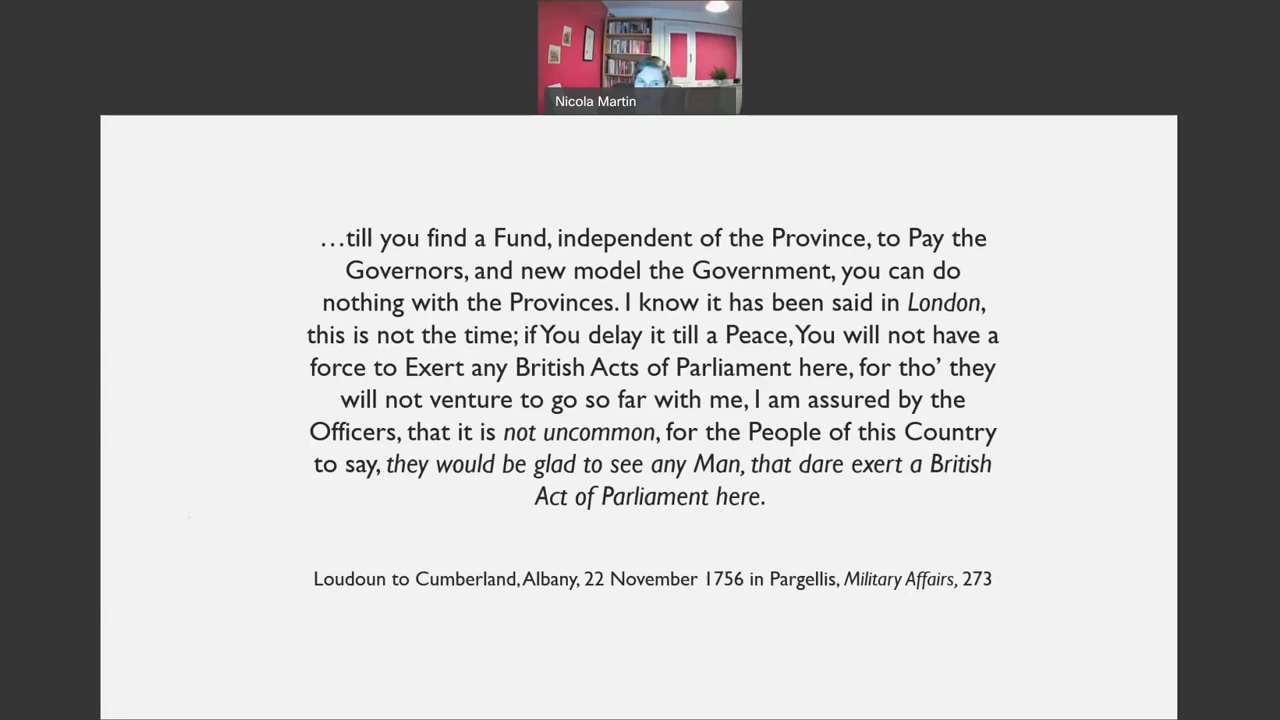 Nicola Martin
…till you find a Fund, independent of the Province, to Pay the
Governors, and new model the Government, you can do
nothing with the Provinces. I know it has been said in London,
this is not the time; if You delay it till a Peace, You will not have a
force to Exert any British Acts of Parliament here, for tho’ they
will not venture to go so far with me, I am assured by the
Officers, that it is not uncommon, for the People of this Country
to say, they would be glad to see any Man, that dare exert a British
Act of Parliament here.
Loudoun to Cumberland, Albany, 22 November 1756 in Pargellis, Military Affairs, 273